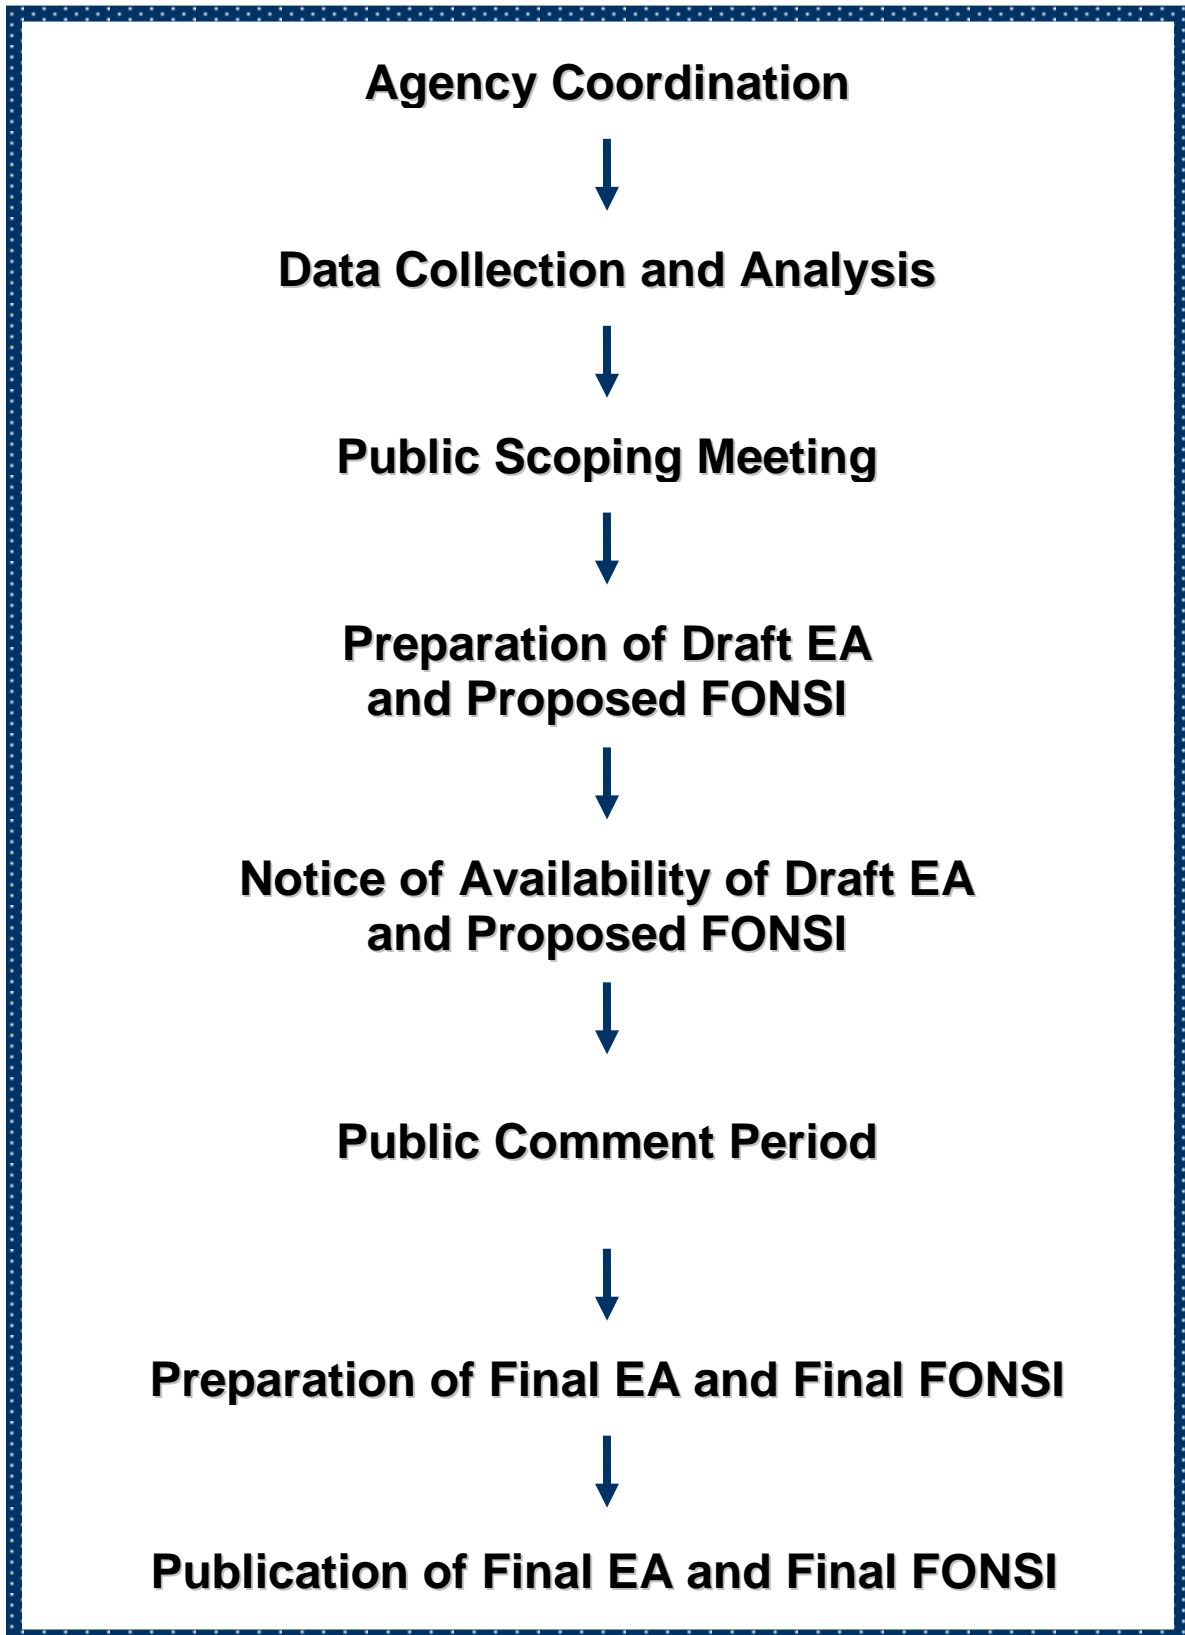 Agency Coordination
Data Collection and Analysis
Public Scoping Meeting
Preparation of Draft EA
and Proposed FONSI
Notice of Availability of Draft EA
and Proposed FONSI
Public Comment Period
Preparation of Final EA and Final FONSI
Publication of Final EA and Final FONSI